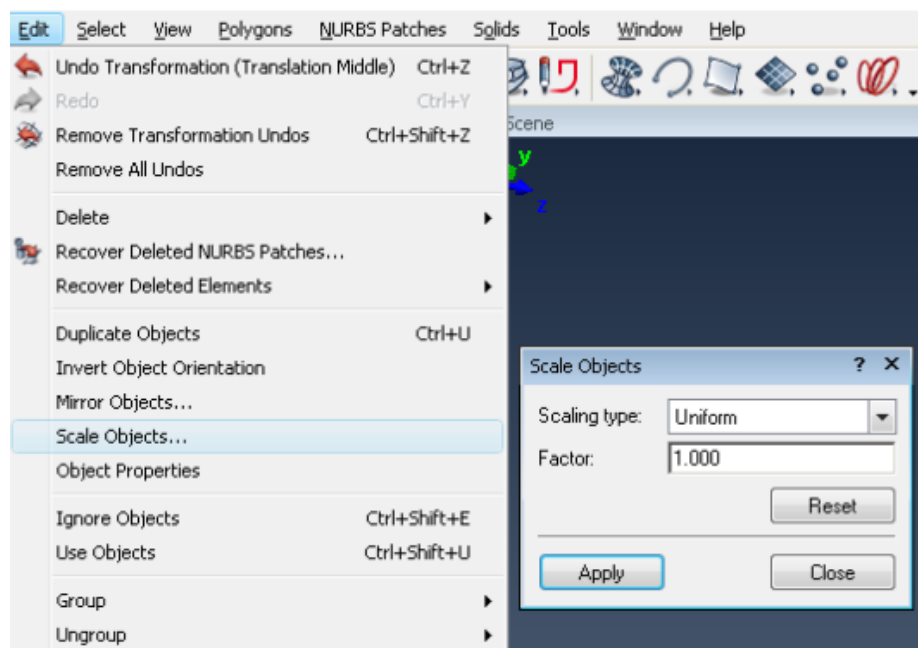 Edit Select View Polygons NURBS Patches Solids Tools Window Help
Undo Transformation (Translation Middle) Ctrl+Z
Redo Ctrl+Y
Remove Transformation Undos Ctrl+Shift+Z
Remove All Undos
Delete
Recover Deleted NURBS Patches...
Recover Deleted Elements
Duplicate Objects Ctrl+U
Invert Object Orientation
Mirror Objects...
Scale Objects...
Object Properties
Ignore Objects Ctrl+Shift+E
Use Objects Ctrl+Shift+U
Group
Ungroup
Scene
y
z
Scale Objects ? X
Scaling type: Uniform
Factor: 1.000
Reset
Apply Close